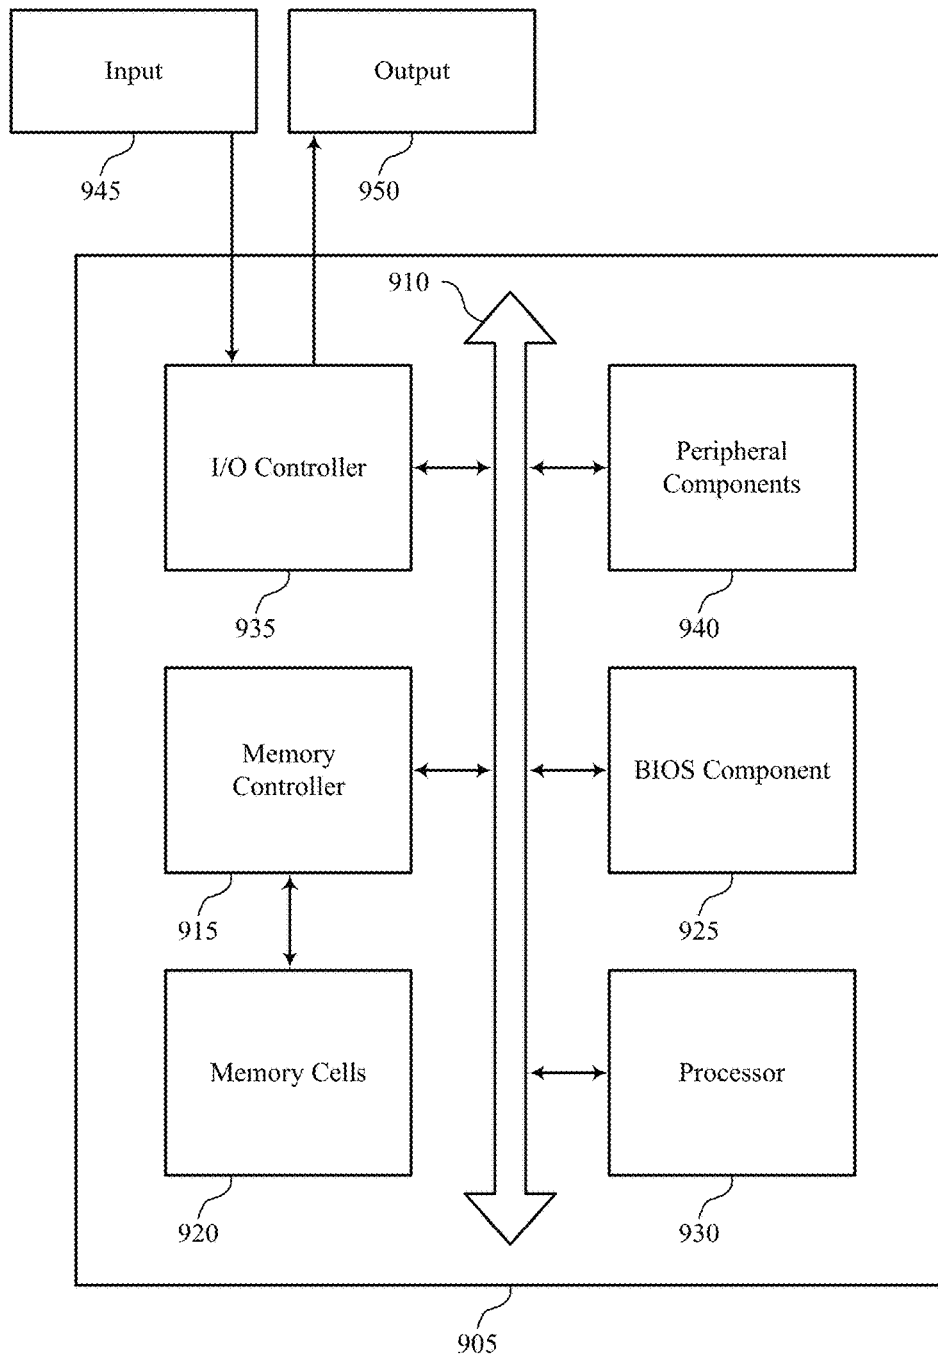 Input
Output
945
950
910
I/O Controller
Peripheral
Components
935
940
Memory
Controller
BIOS Component
915
925
Memory Cells
Processor
920
930
905